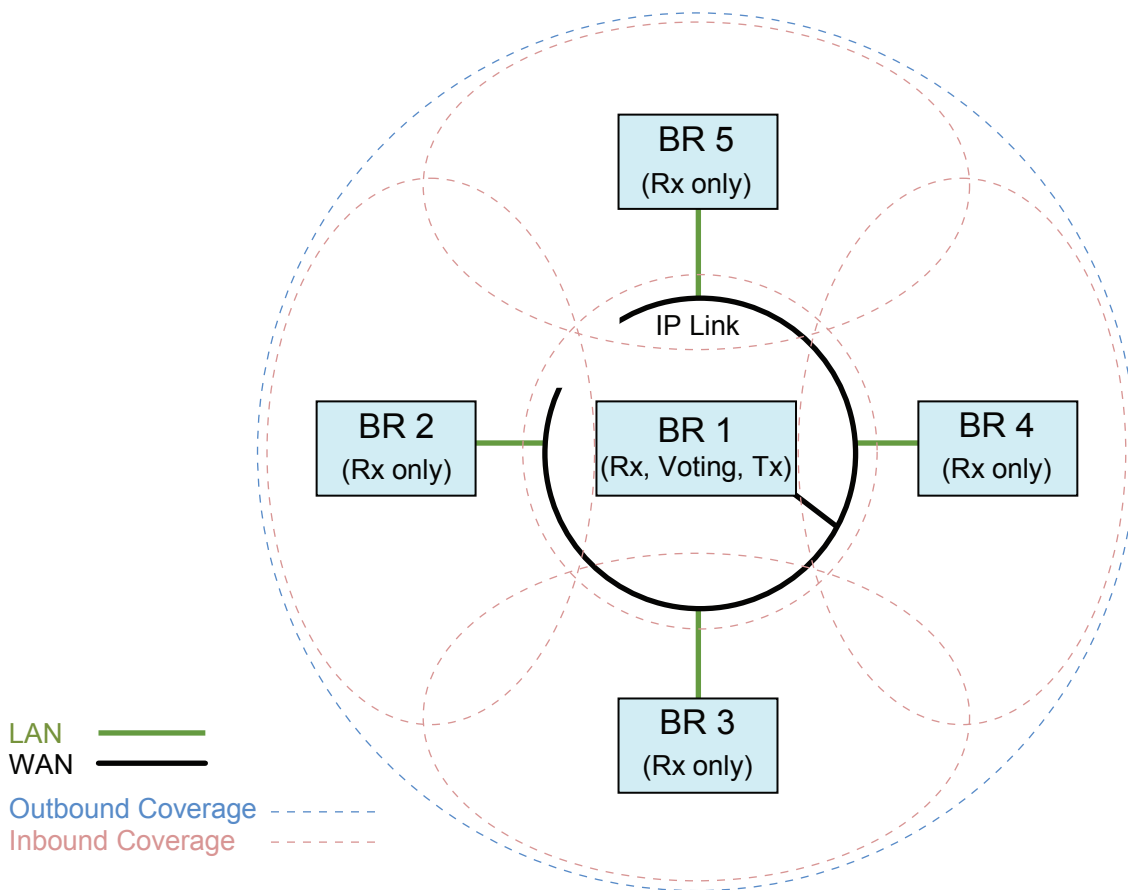 BR 5
(Rx only)
IP Link
BR 2
(Rx only)
BR 1
(Rx, Voting, Tx)
BR 4
(Rx only)
BR 3
(Rx only)
LAN
WAN
Outbound Coverage
Inbound Coverage